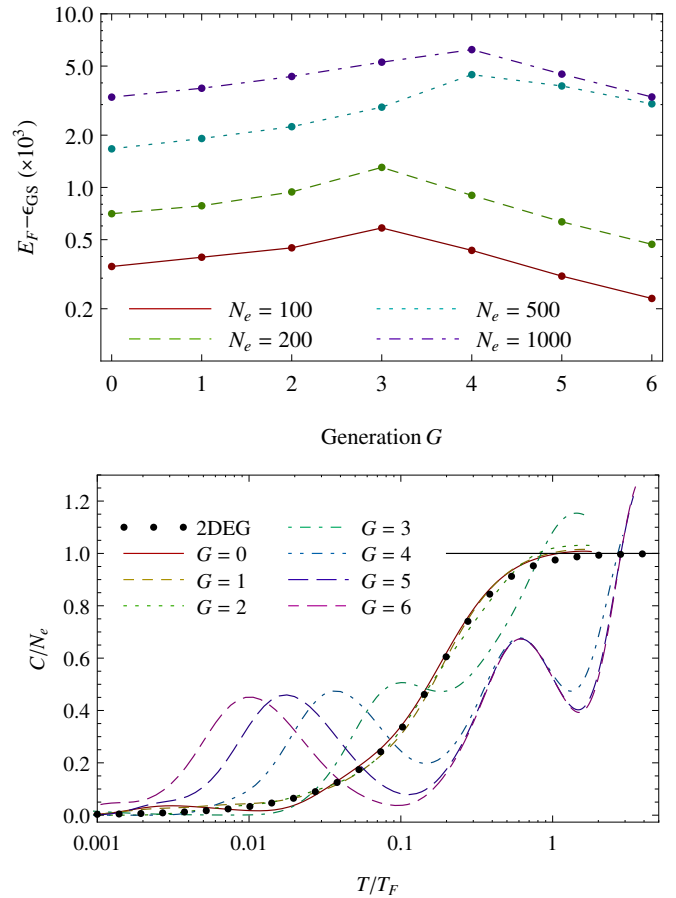 10.0
5.0
2.0
1.0
0.5
0.2
E_F−ϵ_GS (×10^3)
N_e = 100
N_e = 200
N_e = 500
N_e = 1000
0 1 2 3 4 5 6
Generation G
1.2
1.0
0.8
0.6
0.4
0.2
0.0
C/N_e
2DEG
G = 0
G = 1
G = 2
G = 3
G = 4
G = 5
G = 6
0.001 0.01 0.1 1
T/T_F